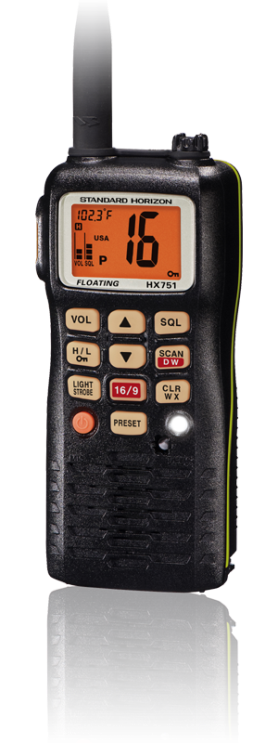 STANDARD HORIZON
102.3°F
H
USA
16
VOL SQL
P
FLOATING HX751
VOL
SQL
H/L
SCAN
DW
LIGHT
STROBE
16/9
CLR
WX
PRESET